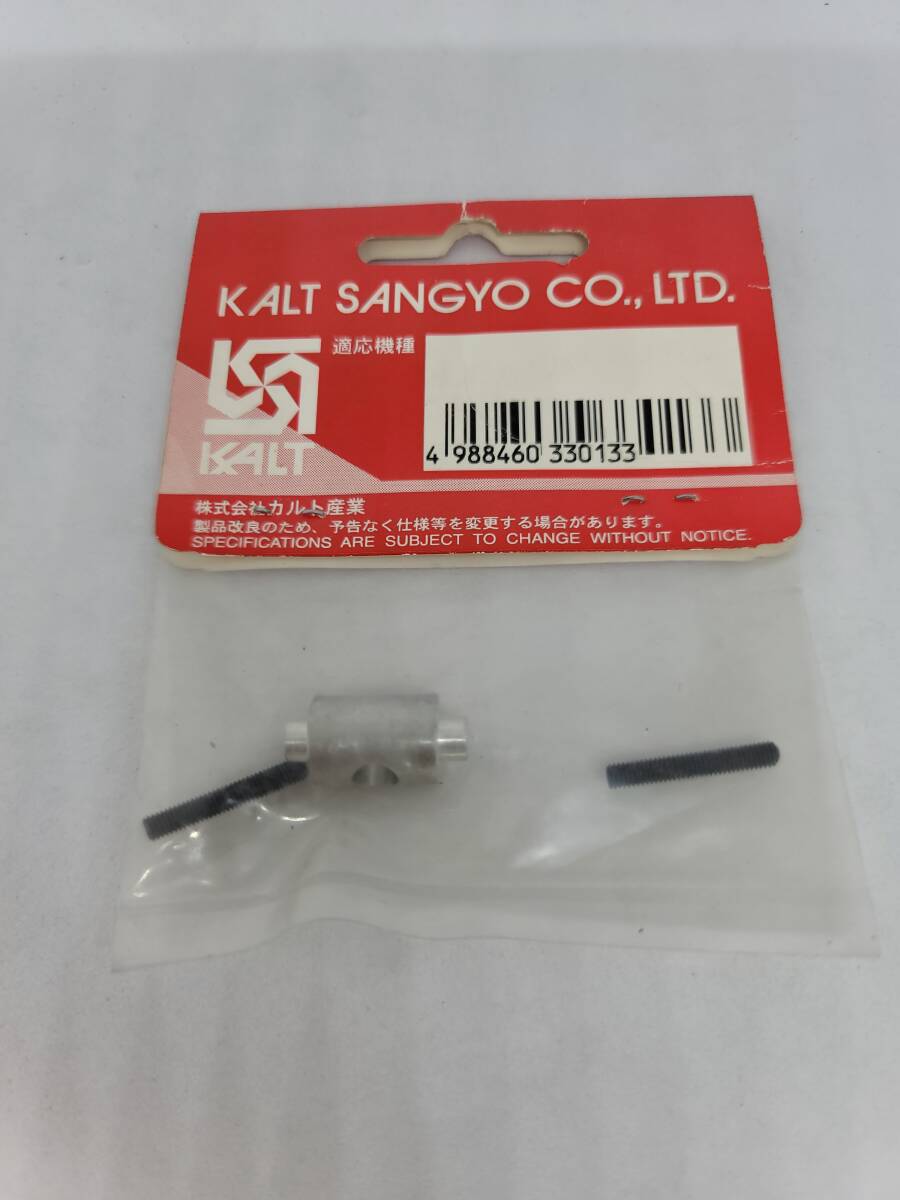 KALT SANGYO CO., LTD.
適応機種
KALT
4 988460 330133
株式会社カルト産業
製品改良のため、予告なく仕様等を変更する場合があります。
SPECIFICATIONS ARE SUBJECT TO CHANGE WITHOUT NOTICE.